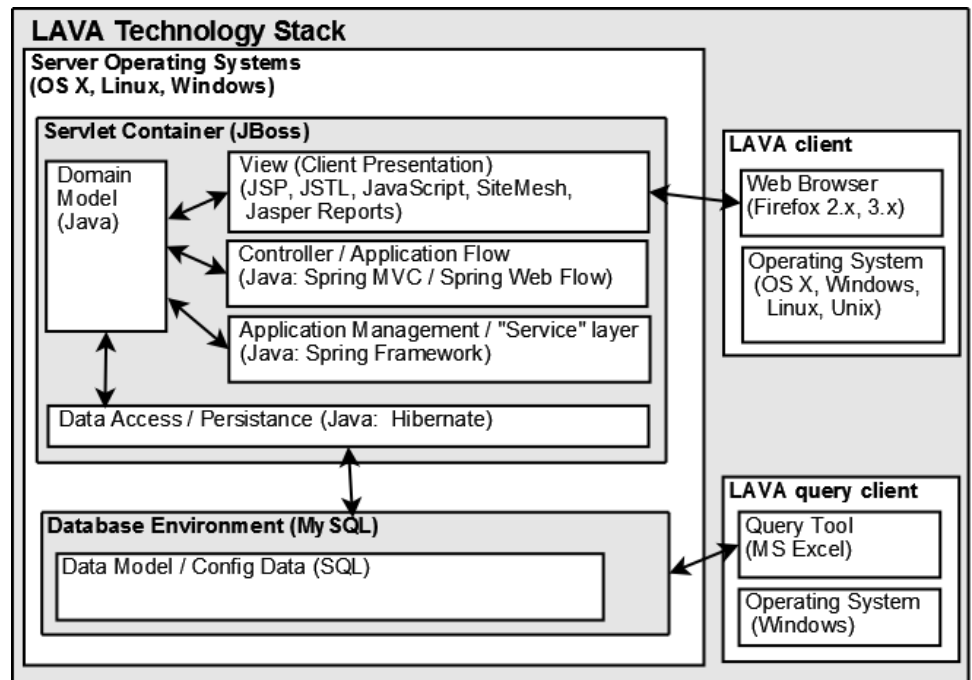 LAVA Technology Stack
Server Operating Systems
(OS X, Linux, Windows)
Servlet Container (JBoss)
Domain
Model
(Java)
View (Client Presentation)
(JSP, JSTL, JavaScript, SiteMesh,
Jasper Reports)
Controller / Application Flow
(Java: Spring MVC / Spring Web Flow)
Application Management / "Service" layer
(Java: Spring Framework)
Data Access / Persistance (Java: Hibernate)
Database Environment (My SQL)
Data Model / Config Data (SQL)
LAVA client
Web Browser
(Firefox 2.x, 3.x)
Operating System
(OS X, Windows,
Linux, Unix)
LAVA query client
Query Tool
(MS Excel)
Operating System
(Windows)